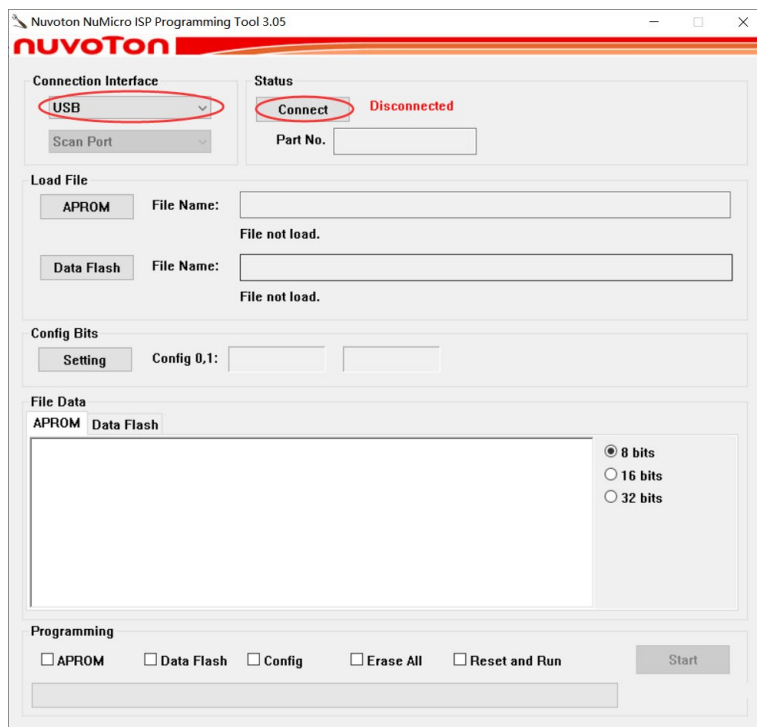 Nuvoton NuMicro ISP Programming Tool 3.05
nuvoTon
Connection Interface
USB
Scan Port
Status
Connect
Disconnected
Part No.
Load File
APROM
File Name:
File not load.
Data Flash
File Name:
File not load.
Config Bits
Setting
Config 0,1:
File Data
APROM
Data Flash
8 bits
16 bits
32 bits
Programming
APROM
Data Flash
Config
Erase All
Reset and Run
Start